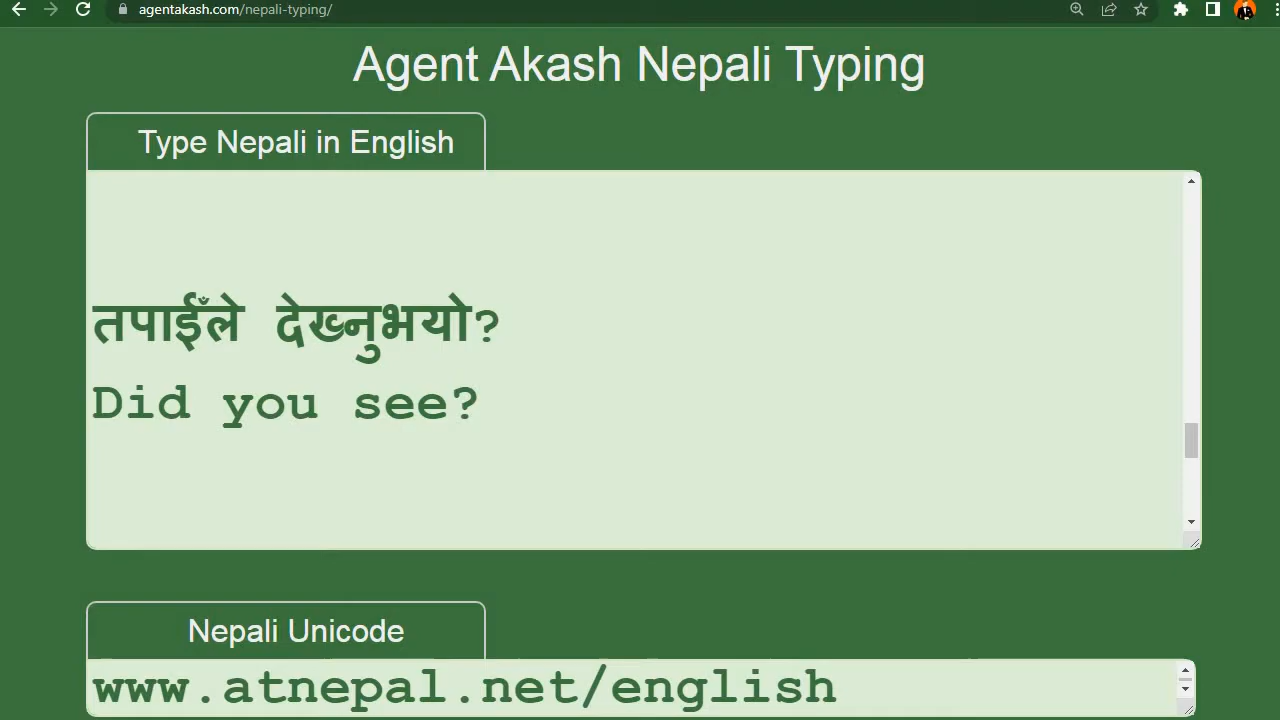 agentakash.com/nepali-typing/
Agent Akash Nepali Typing
Type Nepali in English
तपाईँले देख्नुभयो?
Did you see?
Nepali Unicode
www.atnepal.net/english